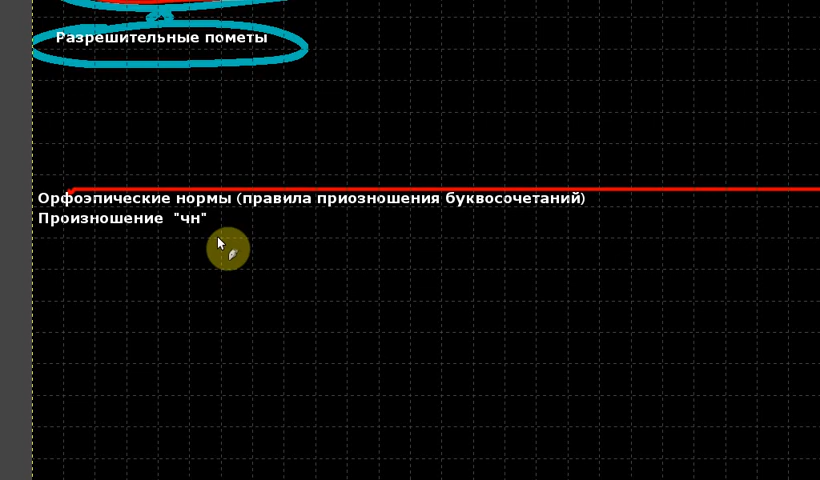 Разрешительные пометы
Орфоэпические нормы (правила приозношения буквосочетаний)
Произношение "чн"